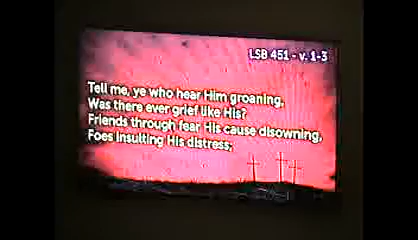 LSB 451 - v. 1-3
Tell me, ye who hear Him groaning,
Was there ever grief like His?
Friends through fear His cause disowning,
Foes insulting His distress;